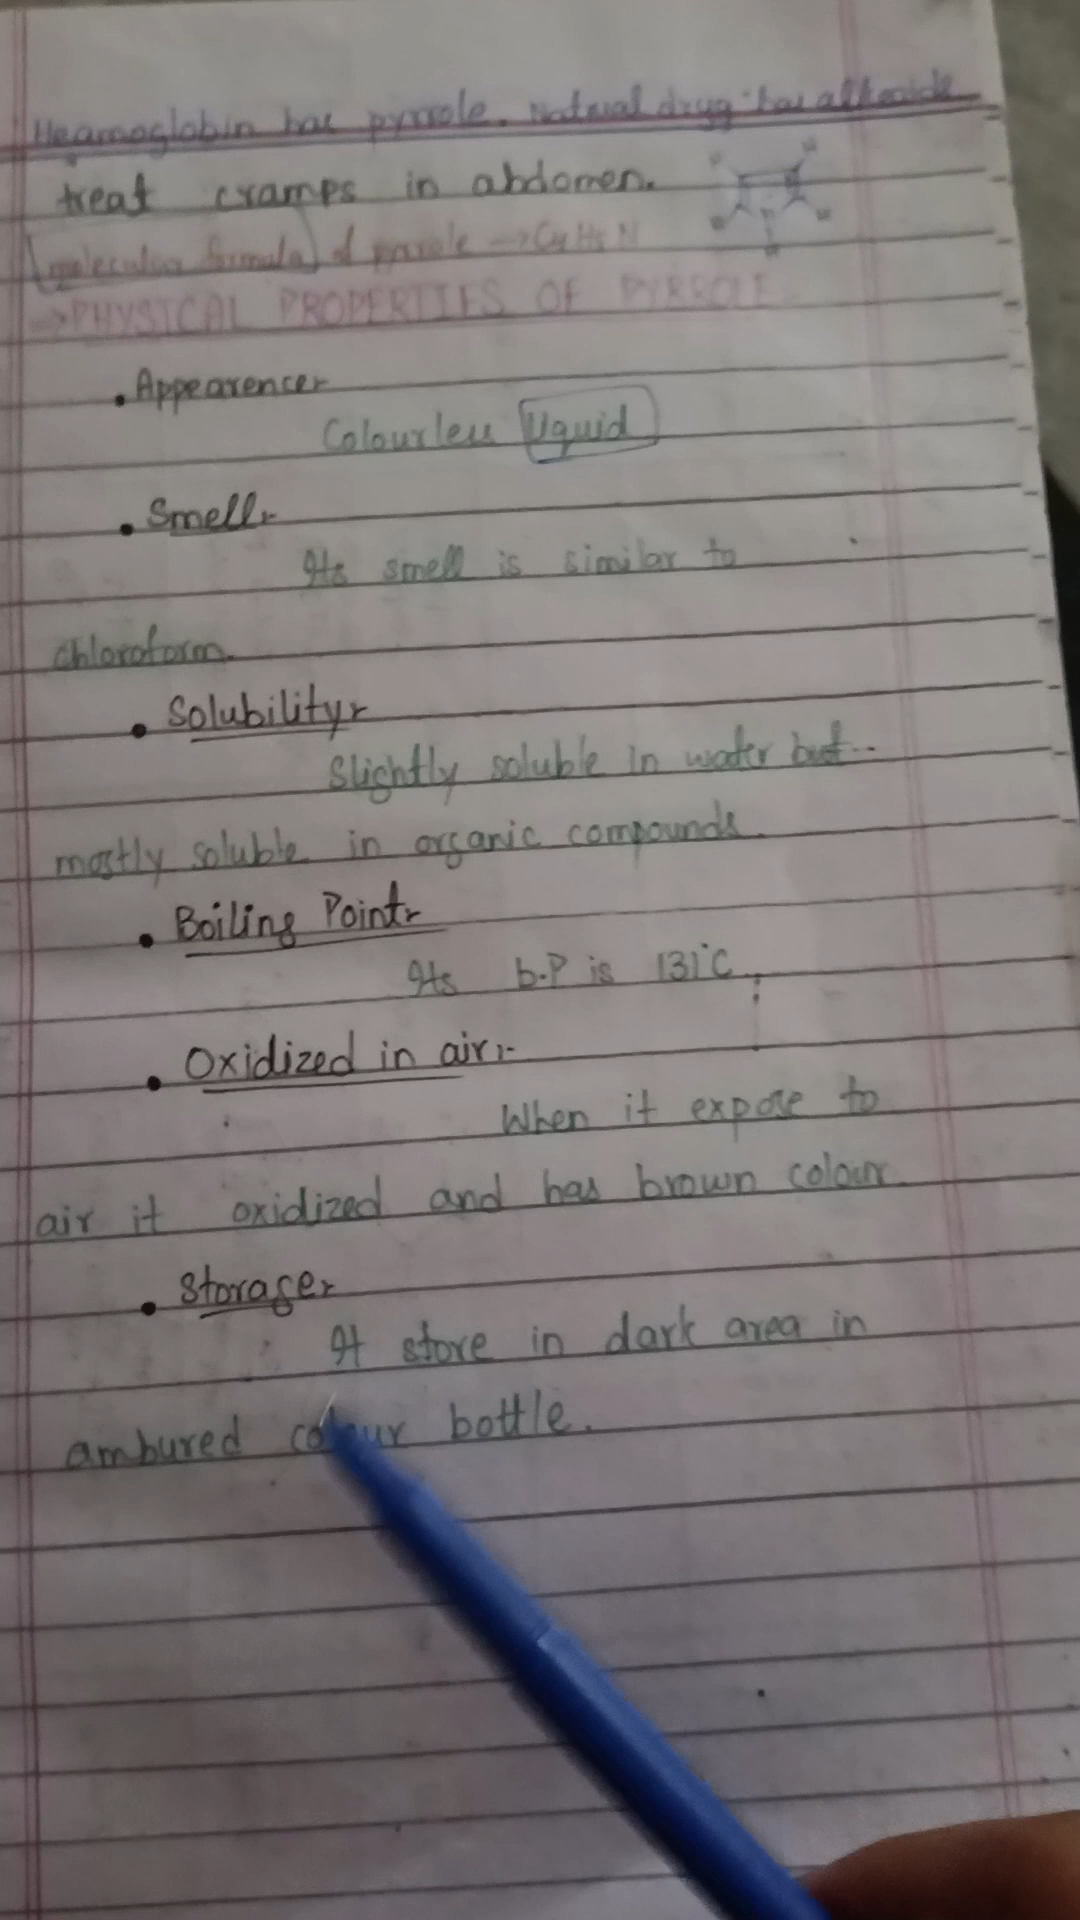 Heamoglobin has pyrrole. Natural drug has alkaloids
treat cramps in abdomen.
molecular formula of pyrrole → C4H5N
→ PHYSICAL PROPERTIES OF PYRROLE
• Appearence:-
Colourless liquid
• Smell:-
Its smell is similar to
chloroform.
• Solubility:-
Slightly soluble in water but
mostly soluble in organic compounds.
• Boiling Point:-
Its b.P is 131°C.
• Oxidized in air:-
When it expose to
air it oxidized and has brown colour.
• Storage:-
It store in dark area in
ambured colour bottle.